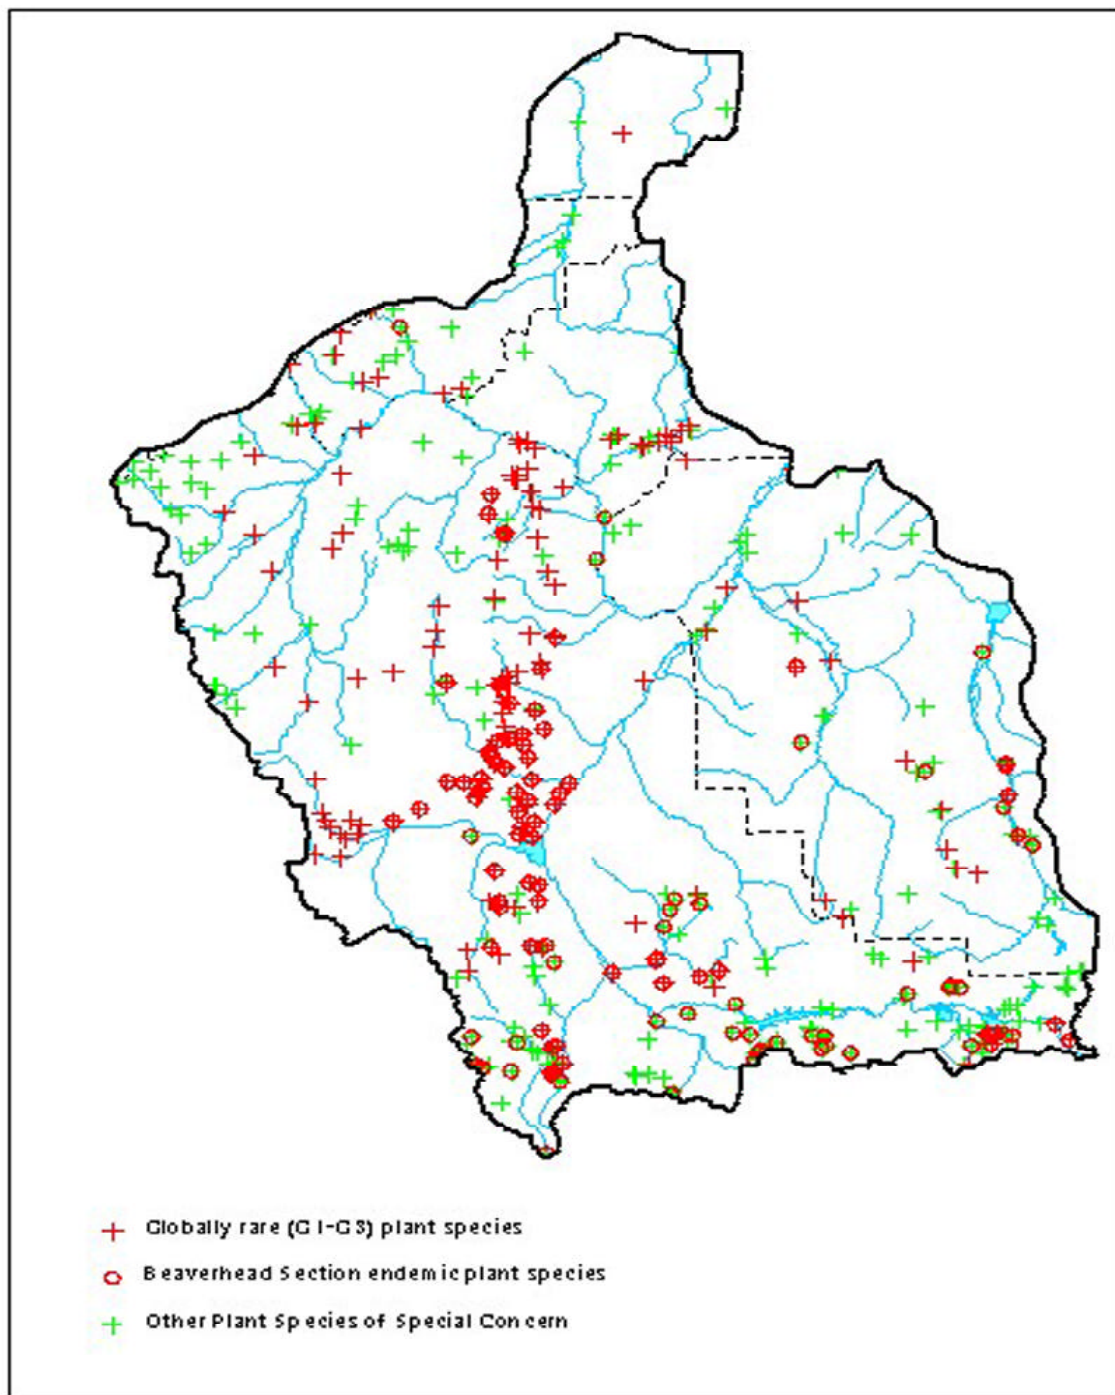 Globally rare (G1-G3) plant species
Beaverhead Section endemic plant species
Other Plant Species of Special Concern